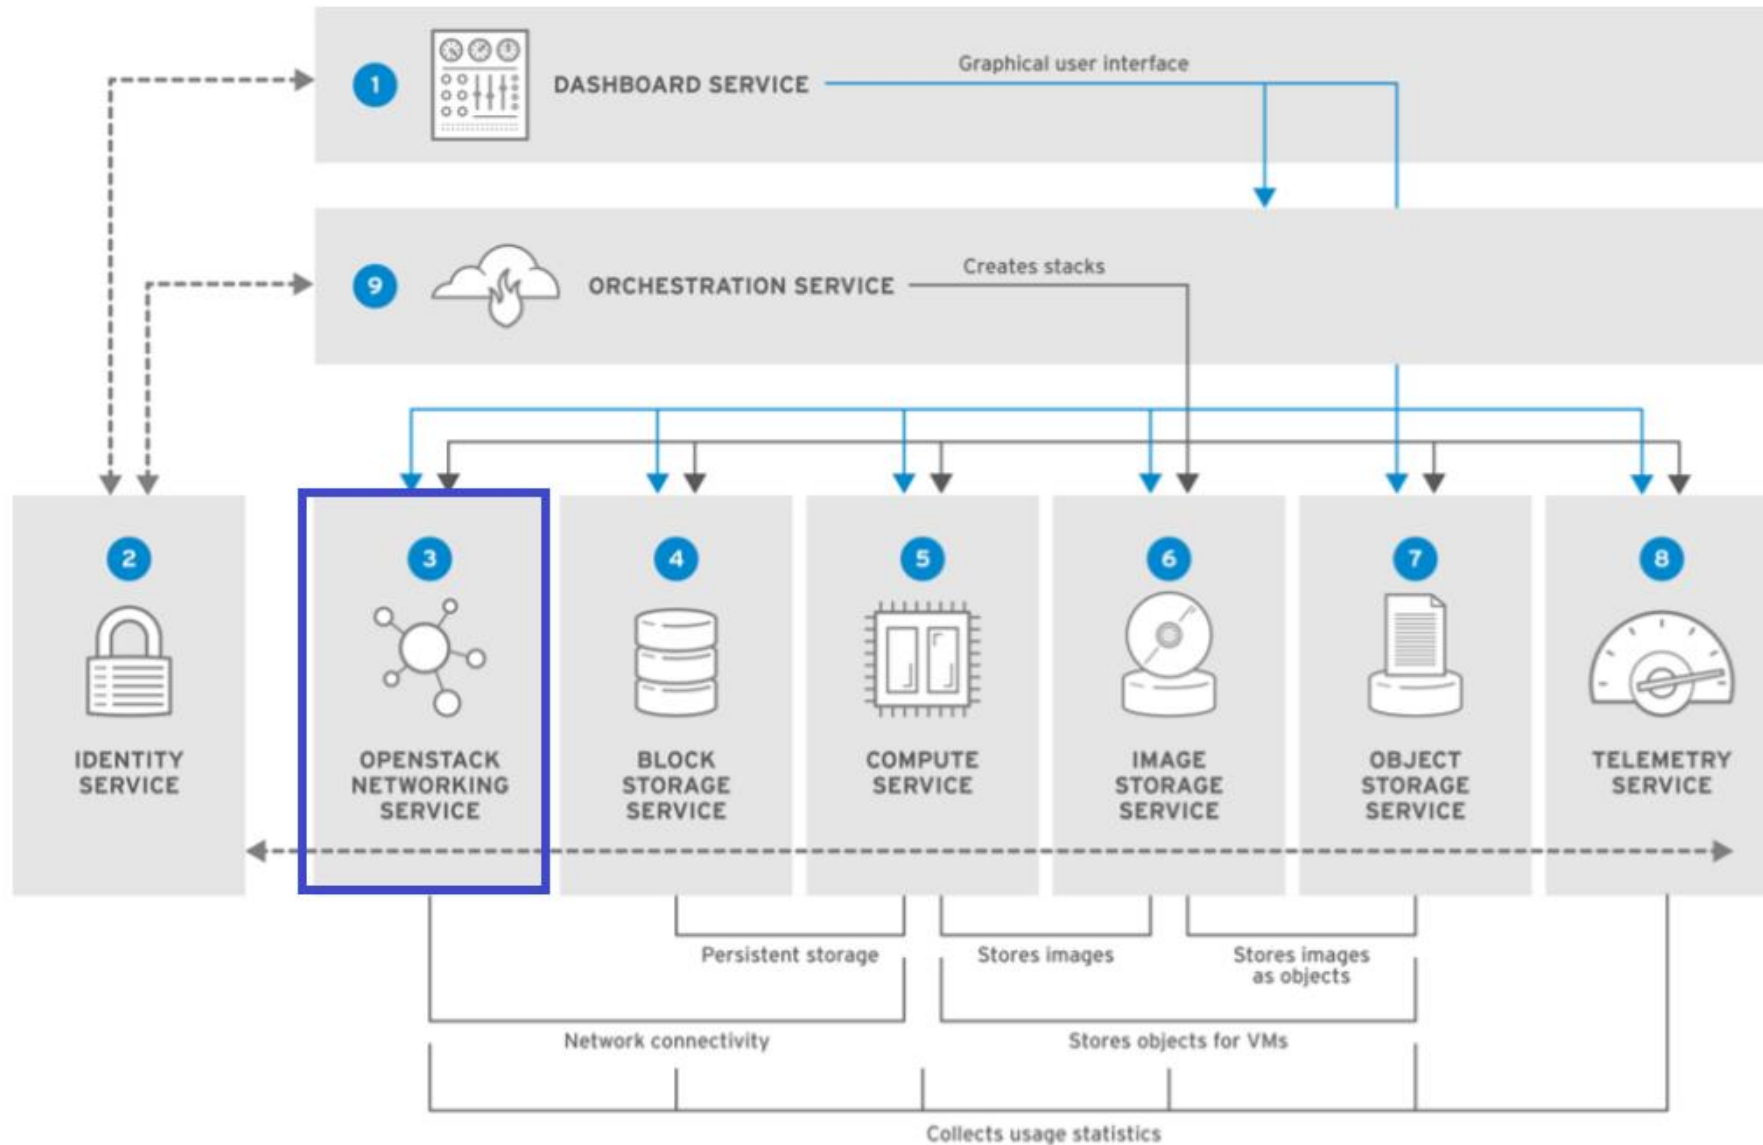 1
DASHBOARD SERVICE
Graphical user interface
9
ORCHESTRATION SERVICE
Creates stacks
2
IDENTITY
SERVICE
3
OPENSTACK
NETWORKING
SERVICE
4
BLOCK
STORAGE
SERVICE
5
COMPUTE
SERVICE
6
IMAGE
STORAGE
SERVICE
7
OBJECT
STORAGE
SERVICE
8
TELEMETRY
SERVICE
Persistent storage
Stores images
Stores images
as objects
Network connectivity
Stores objects for VMs
Collects usage statistics